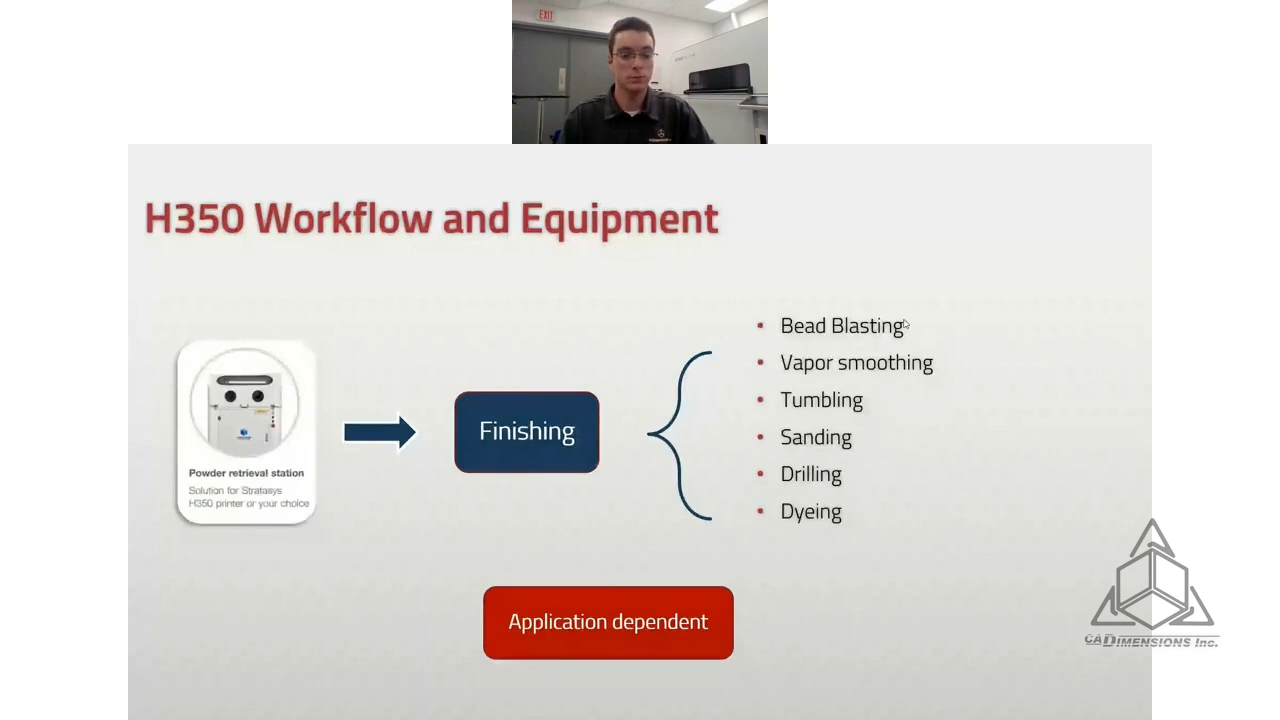 EXIT
H350 Workflow and Equipment
Powder retrieval station
Solution for Stratasys
H350 printer or your choice
Finishing
• Bead Blasting
• Vapor smoothing
• Tumbling
• Sanding
• Drilling
• Dyeing
Application dependent
CADIMENSIONS Inc.